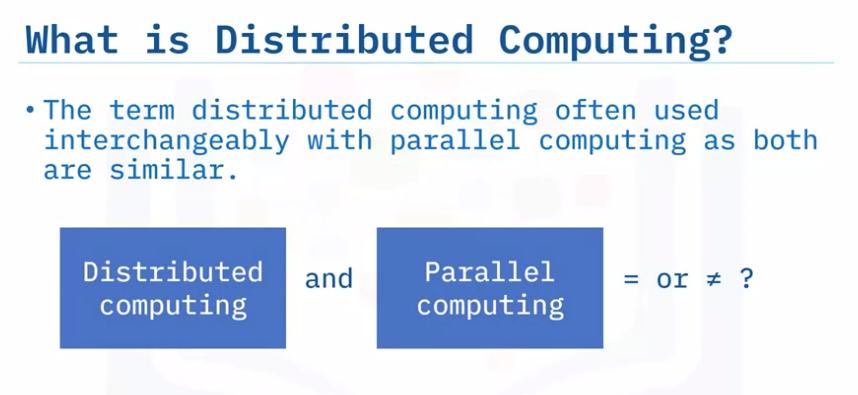 What is Distributed Computing?
• The term distributed computing often used
interchangeably with parallel computing as both
are similar.
Distributed
computing
and
Parallel
computing
= or ≠ ?